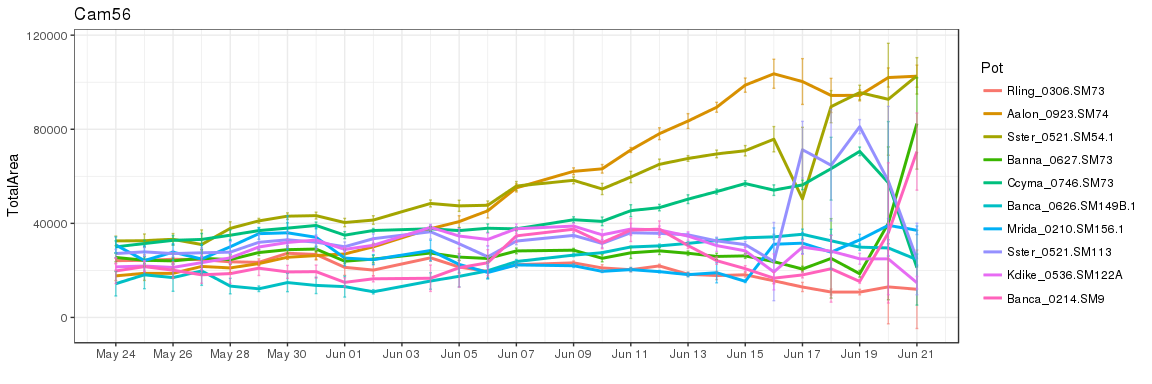 Cam56
120000
80000
40000
0
TotalArea
May 24 May 26 May 28 May 30 Jun 01 Jun 03 Jun 05 Jun 07 Jun 09 Jun 11 Jun 13 Jun 15 Jun 17 Jun 19 Jun 21
Pot
Rling_0306.SM73
Aalon_0923.SM74
Sster_0521.SM54.1
Banna_0627.SM73
Ccyma_0746.SM73
Banca_0626.SM149B.1
Mrida_0210.SM156.1
Sster_0521.SM113
Kdike_0536.SM122A
Banca_0214.SM9